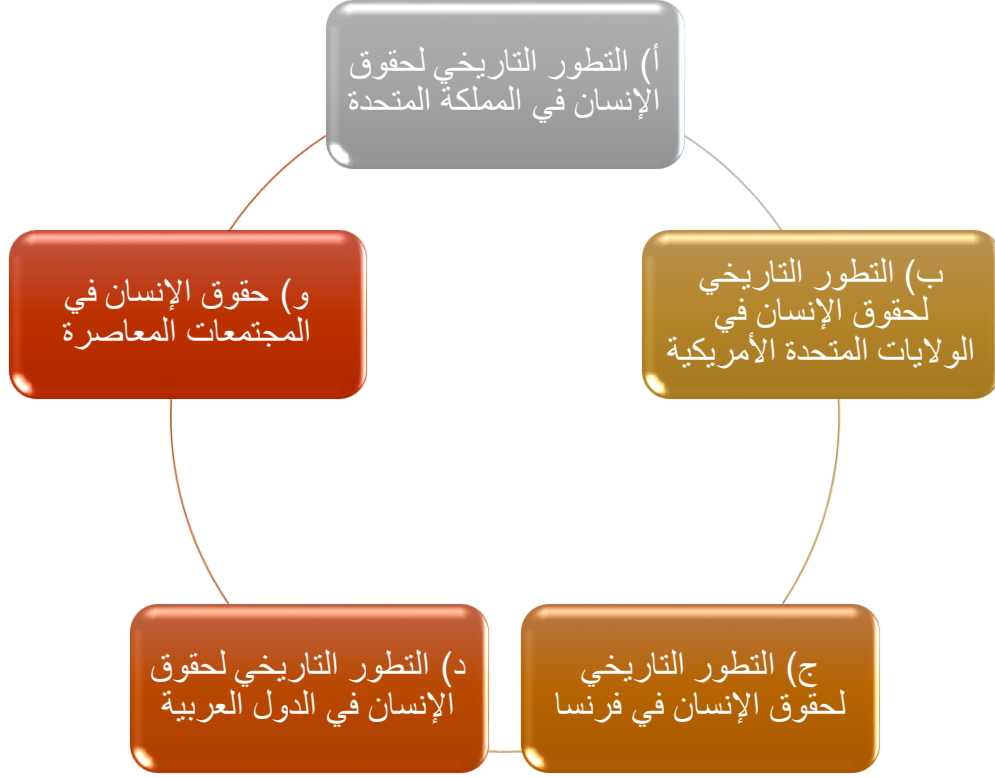 أ) التطور التاريخي لحقوق
الإنسان في المملكة المتحدة
ب) التطور التاريخي
لحقوق الإنسان في
الولايات المتحدة الأمريكية
ج) التطور التاريخي
لحقوق الإنسان في فرنسا
د) التطور التاريخي لحقوق
الإنسان في الدول العربية
و) حقوق الإنسان في
المجتمعات المعاصرة